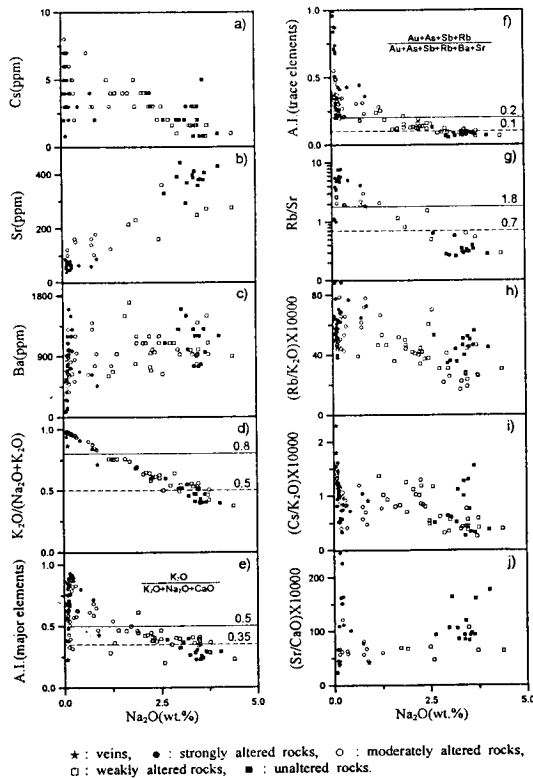 a)
Cs(ppm)
10
5
0
b)
Sr(ppm)
400
200
0
c)
Ba(ppm)
1800
900
0
d)
K₂O/(Na₂O+K₂O)
1.0
0.5
0.0
0.8
0.5
e)
A.I.(major elements)
K₂O
K₂O+Na₂O+CaO
1.0
0.5
0.0
0.5
0.35
0.0 2.5 5.0
Na₂O(wt.%)
f)
A.I.(trace elements)
Au+As+Sb+Rb
Au+As+Sb+Rb+Ba+Sr
1.0
0.5
0.0
0.2
0.1
g)
Rb/Sr
10
1
0
1.8
0.7
h)
(Rb/K₂O)X10000
80
40
0
i)
(Cs/K₂O)X10000
2
1
0
j)
(Sr/CaO)X10000
200
100
0
0.0 2.5 5.0
Na₂O(wt.%)
★ : veins, ● : strongly altered rocks, ○ : moderately altered rocks,
□ : weakly altered rocks, ■ : unaltered rocks.